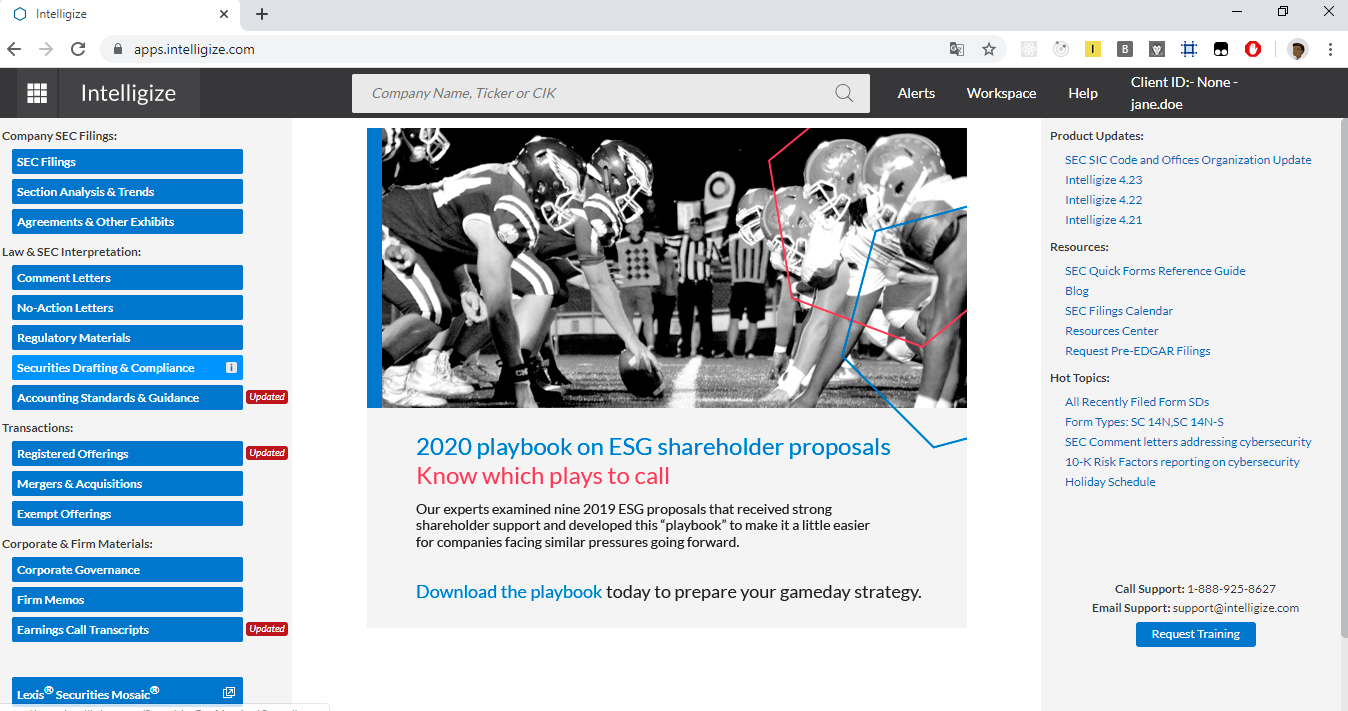 Intelligize
apps.intelligize.com
Intelligize
Company Name, Ticker or CIK
Alerts
Workspace
Help
Client ID:- None -
jane.doe
Company SEC Filings:
SEC Filings
Section Analysis & Trends
Agreements & Other Exhibits
Law & SEC Interpretation:
Comment Letters
No-Action Letters
Regulatory Materials
Securities Drafting & Compliance
Accounting Standards & Guidance
Updated
Transactions:
Registered Offerings
Updated
Mergers & Acquisitions
Exempt Offerings
Corporate & Firm Materials:
Corporate Governance
Firm Memos
Earnings Call Transcripts
Updated
Lexis® Securities Mosaic®
2020 playbook on ESG shareholder proposals
Know which plays to call
Our experts examined nine 2019 ESG proposals that received strong
shareholder support and developed this “playbook” to make it a little easier
for companies facing similar pressures going forward.
Download the playbook today to prepare your gameday strategy.
Product Updates:
SEC SIC Code and Offices Organization Update
Intelligize 4.23
Intelligize 4.22
Intelligize 4.21
Resources:
SEC Quick Forms Reference Guide
Blog
SEC Filings Calendar
Resources Center
Request Pre-EDGAR Filings
Hot Topics:
All Recently Filed Form SDs
Form Types: SC 14N,SC 14N-S
SEC Comment letters addressing cybersecurity
10-K Risk Factors reporting on cybersecurity
Holiday Schedule
Call Support: 1-888-925-8627
Email Support: support@intelligize.com
Request Training